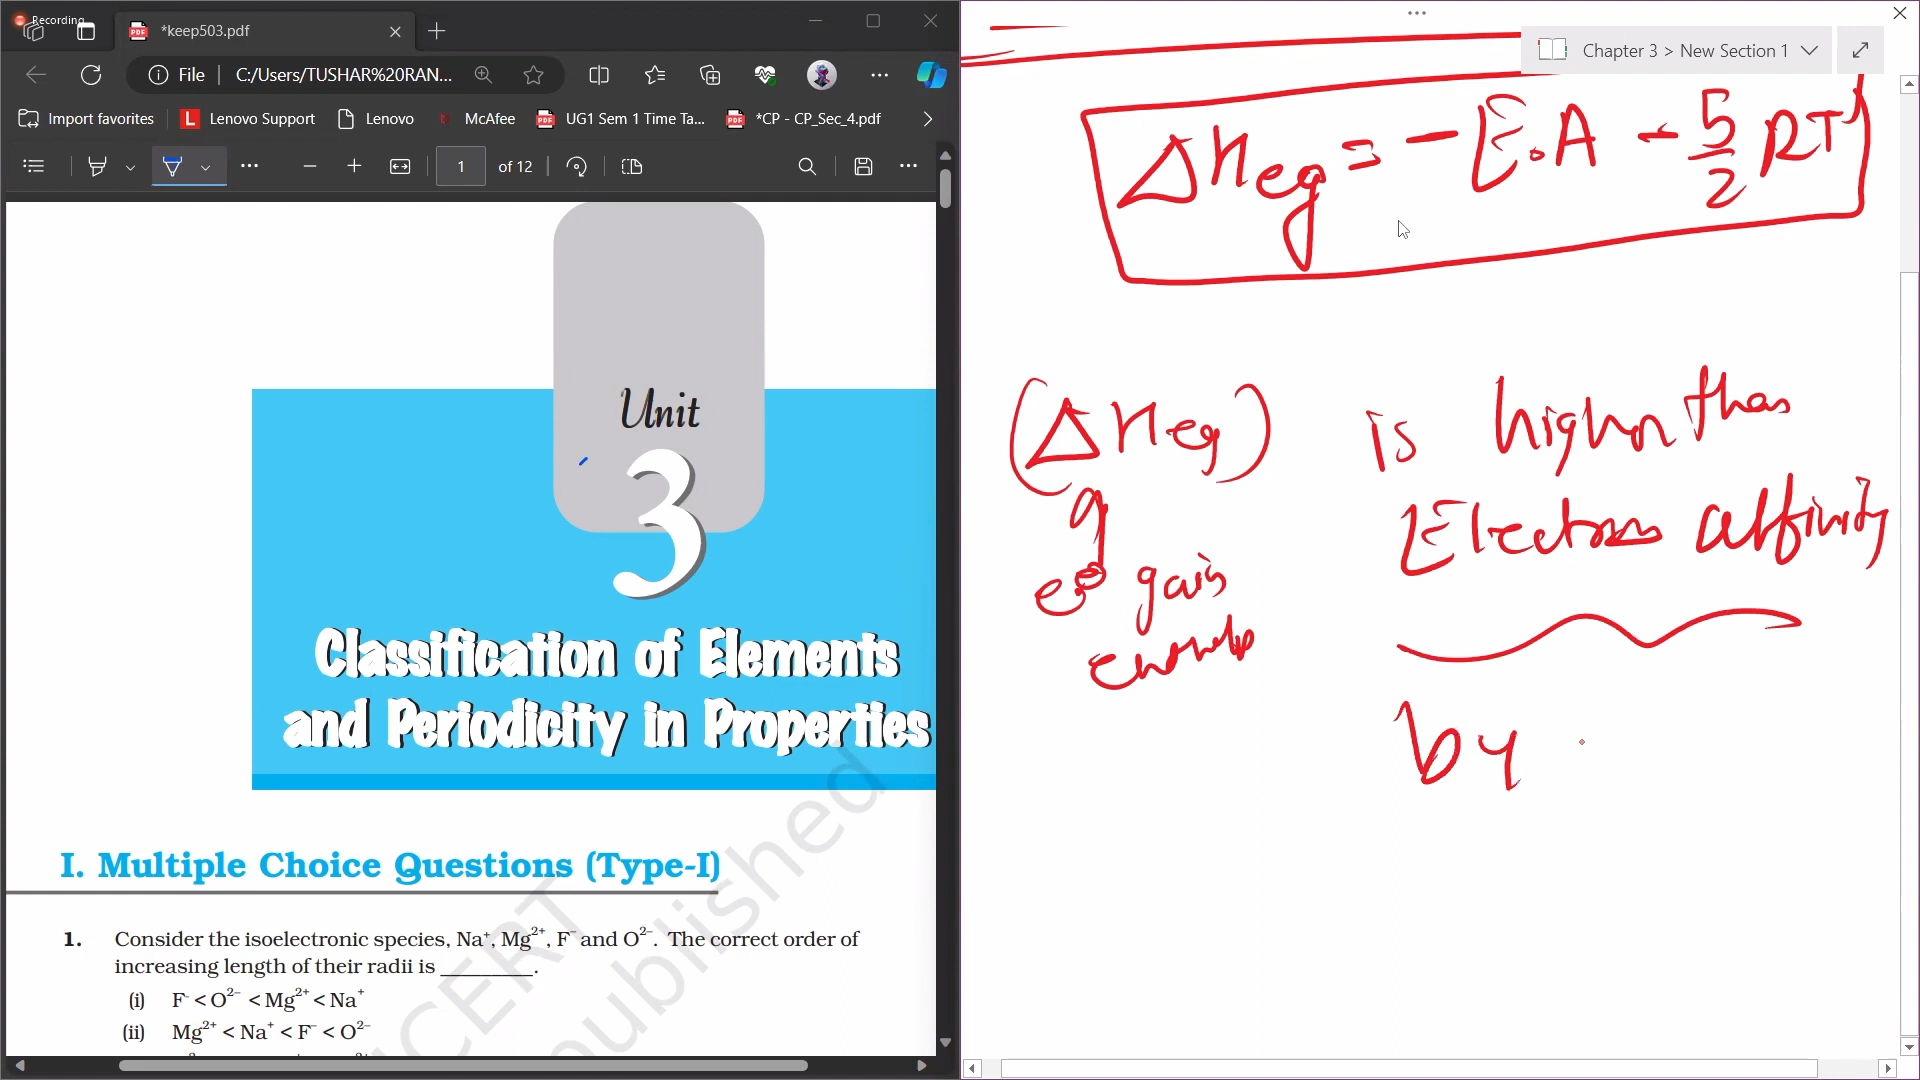 Recording
*keep503.pdf
File
C:/Users/TUSHAR%20RAN...
Import favorites
Lenovo Support
Lenovo
McAfee
UG1 Sem 1 Time Ta...
*CP - CP_Sec_4.pdf
1 of 12
Unit
3
Classification of Elements
and Periodicity in Properties
I. Multiple Choice Questions (Type-I)
1. Consider the isoelectronic species, Na⁺, Mg²⁺, F⁻ and O²⁻. The correct order of
increasing length of their radii is ________.
(i) F⁻ < O²⁻ < Mg²⁺ < Na⁺
(ii) Mg²⁺ < Na⁺ < F⁻ < O²⁻
NCERT
published
Chapter 3 > New Section 1
ΔHeg = - E.A - 5/2 RT
(ΔHeg) is higher than
Electron affinity
e⊖ gain
by